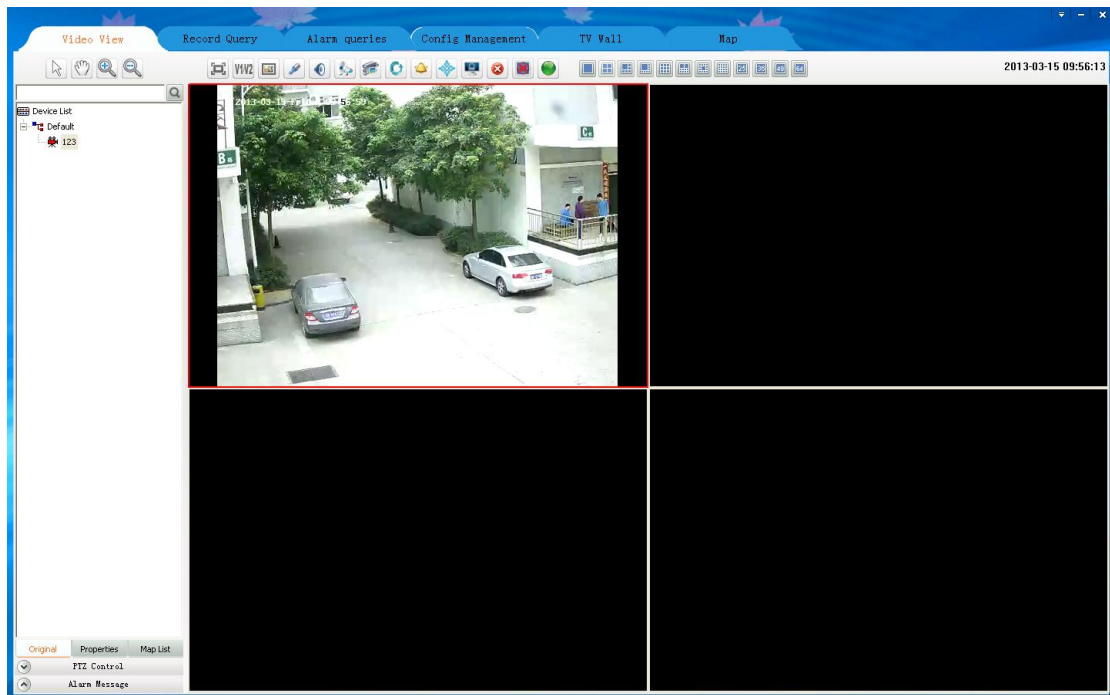 Video View
Record Query
Alarm queries
Config Management
TV Wall
Map
V1V2
2013-03-15 09:56:13
Device List
Default
123
B
C
Original
Properties
Map List
PTZ Control
Alarm Message